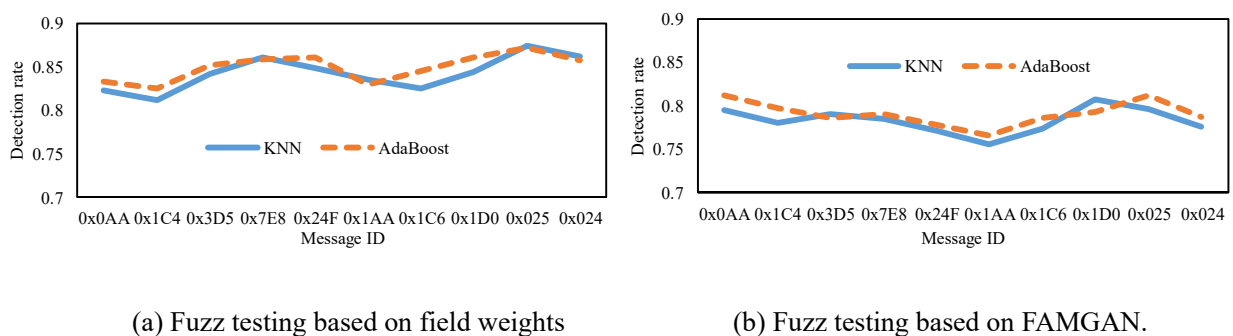 0.9
0.85
0.8
0.75
0.7
Detection rate
KNN
AdaBoost
0x0AA 0x1C4 0x3D5 0x7E8 0x24F 0x1AA 0x1C6 0x1D0 0x025 0x024
Message ID
(a) Fuzz testing based on field weights
0.9
0.85
0.8
0.75
0.7
Detection rate
KNN
AdaBoost
0x0AA 0x1C4 0x3D5 0x7E8 0x24F 0x1AA 0x1C6 0x1D0 0x025 0x024
Message ID
(b) Fuzz testing based on FAMGAN.